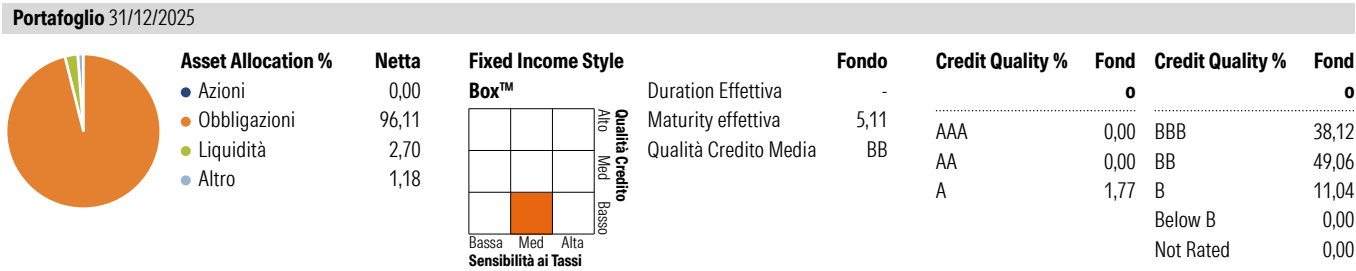 Portafoglio 31/12/2025
Asset Allocation % Netta
Azioni 0,00
Obbligazioni 96,11
Liquidità 2,70
Altro 1,18
Fixed Income Style
Box™
Alto
Med
Basso
Qualità Credito
Bassa Med Alta
Sensibilità ai Tassi
Fondo
Duration Effettiva -
Maturity effettiva 5,11
Qualità Credito Media BB
Credit Quality % Fond
o
AAA 0,00
AA 0,00
A 1,77
Credit Quality % Fond
o
BBB 38,12
BB 49,06
B 11,04
Below B 0,00
Not Rated 0,00